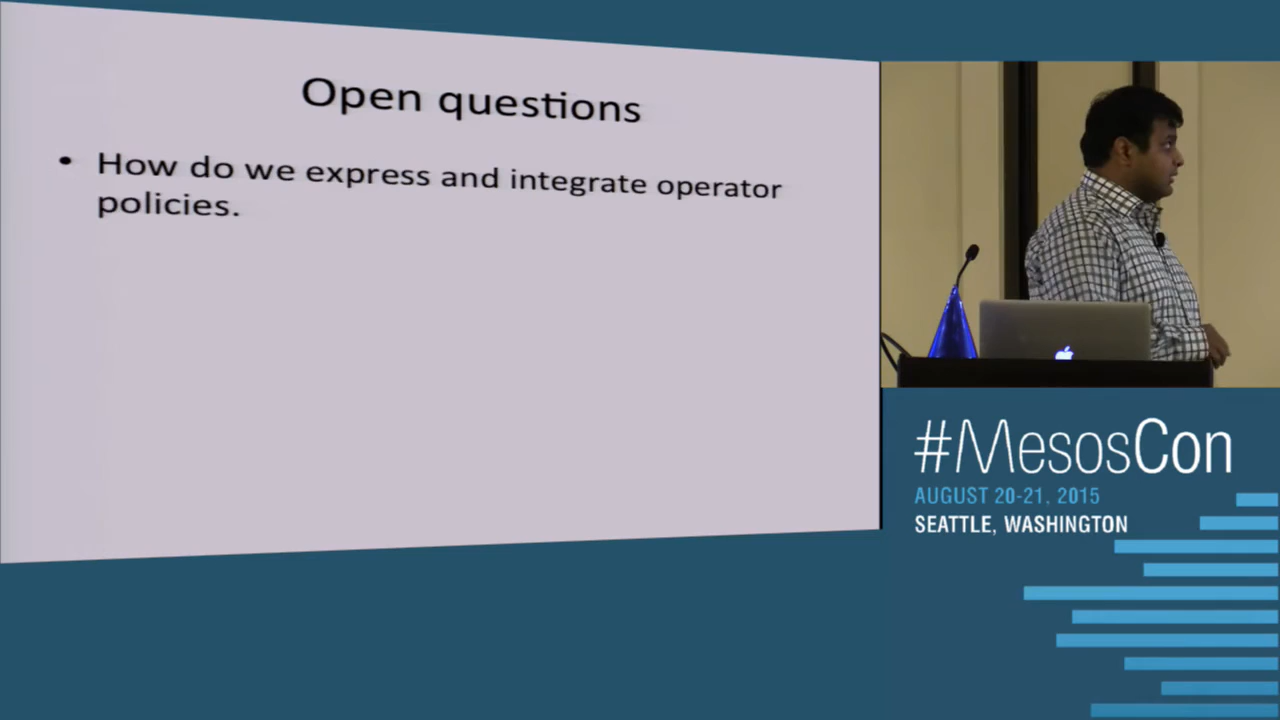 Open questions
• How do we express and integrate operator
policies.
#MesosCon
AUGUST 20-21, 2015
SEATTLE, WASHINGTON